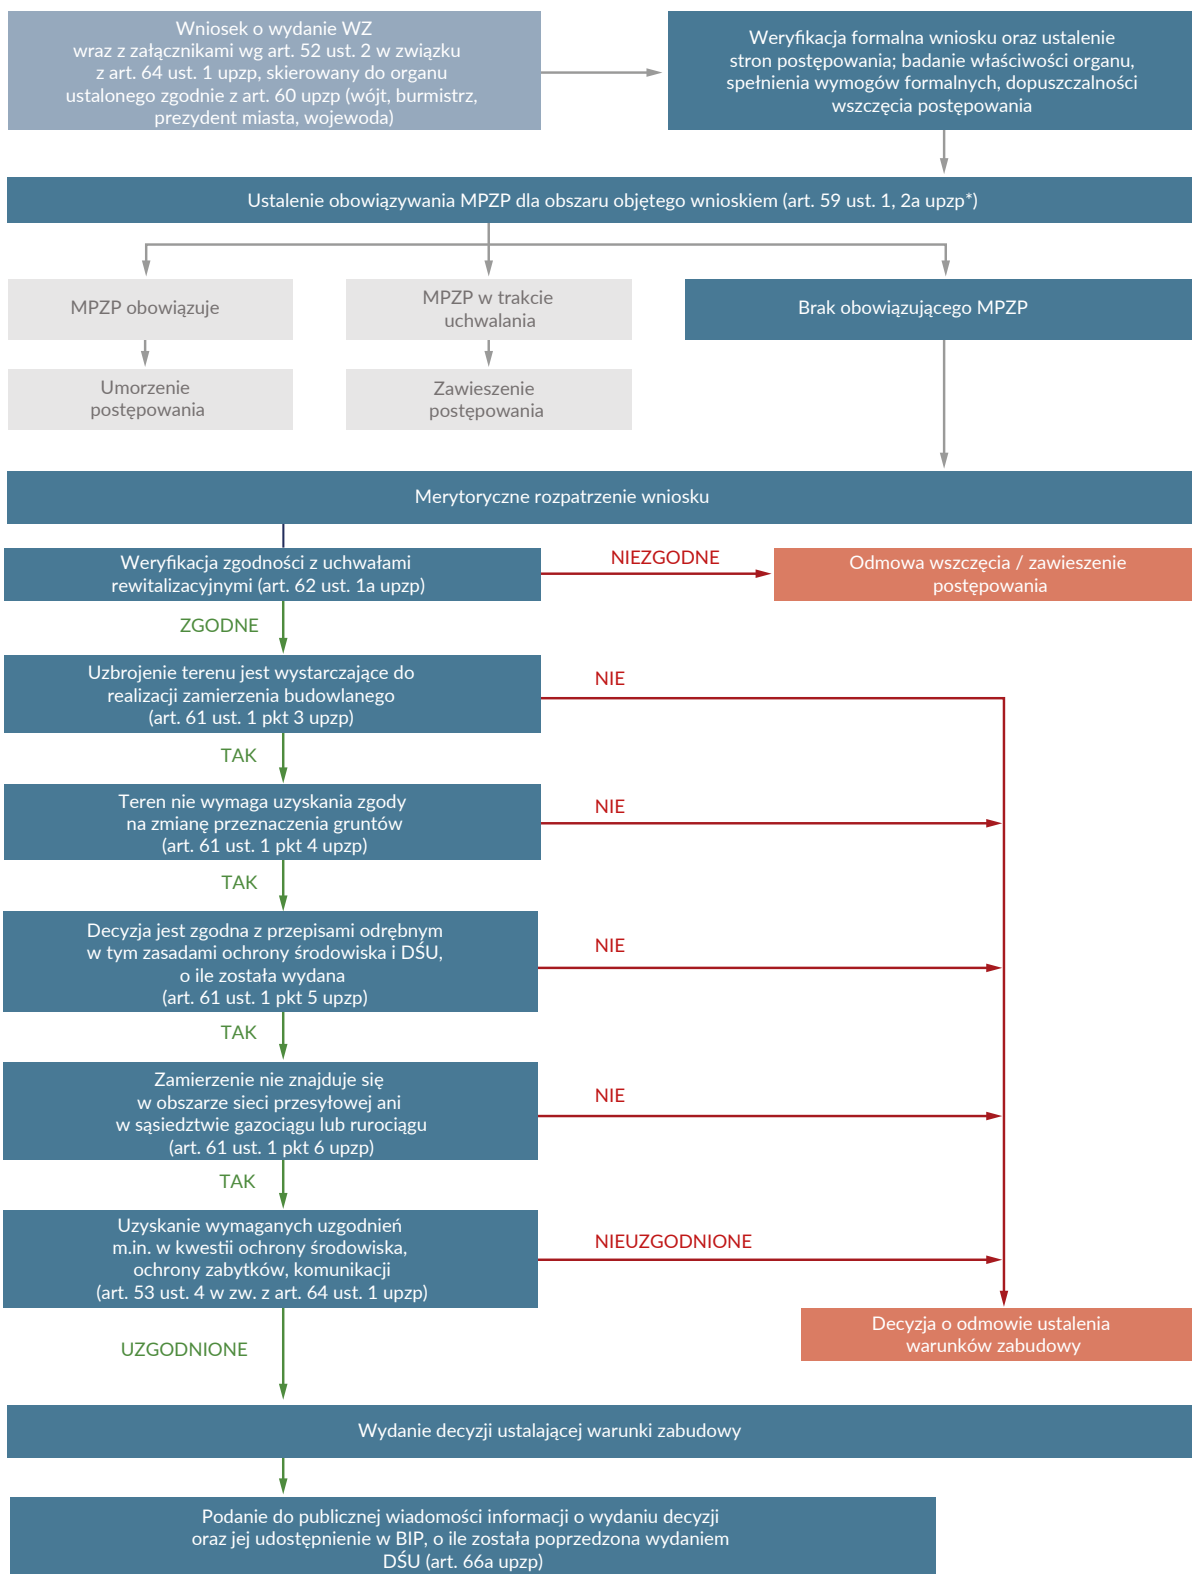 Wniosek o wydanie WZ
wraz z załącznikami wg art. 52 ust. 2 w związku
z art. 64 ust. 1 upzp, skierowany do organu
ustalonego zgodnie z art. 60 upzp (wójt, burmistrz,
prezydent miasta, wojewoda)
Weryfikacja formalna wniosku oraz ustalenie
stron postępowania; badanie właściwości organu,
spełnienia wymogów formalnych, dopuszczalności
wszczęcia postępowania
Ustalenie obowiązywania MPZP dla obszaru objętego wnioskiem (art. 59 ust. 1, 2a upzp*)
MPZP obowiązuje
MPZP w trakcie
uchwalania
Brak obowiązującego MPZP
Umorzenie
postępowania
Zawieszenie
postępowania
Merytoryczne rozpatrzenie wniosku
Weryfikacja zgodności z uchwałami
rewitalizacyjnymi (art. 62 ust. 1a upzp)
NIEZGODNE
Odmowa wszczęcia / zawieszenie
postępowania
ZGODNE
Uzbrojenie terenu jest wystarczające do
realizacji zamierzenia budowlanego
(art. 61 ust. 1 pkt 3 upzp)
NIE
TAK
Teren nie wymaga uzyskania zgody
na zmianę przeznaczenia gruntów
(art. 61 ust. 1 pkt 4 upzp)
NIE
TAK
Decyzja jest zgodna z przepisami odrębnym
w tym zasadami ochrony środowiska i DŚU,
o ile została wydana
(art. 61 ust. 1 pkt 5 upzp)
NIE
TAK
Zamierzenie nie znajduje się
w obszarze sieci przesyłowej ani
w sąsiedztwie gazociągu lub rurociągu
(art. 61 ust. 1 pkt 6 upzp)
NIE
TAK
Uzyskanie wymaganych uzgodnień
m.in. w kwestii ochrony środowiska,
ochrony zabytków, komunikacji
(art. 53 ust. 4 w zw. z art. 64 ust. 1 upzp)
NIEUZGODNIONE
Decyzja o odmowie ustalenia
warunków zabudowy
UZGODNIONE
Wydanie decyzji ustalającej warunki zabudowy
Podanie do publicznej wiadomości informacji o wydaniu decyzji
oraz jej udostępnienie w BIP, o ile została poprzedzona wydaniem
DŚU (art. 66a upzp)